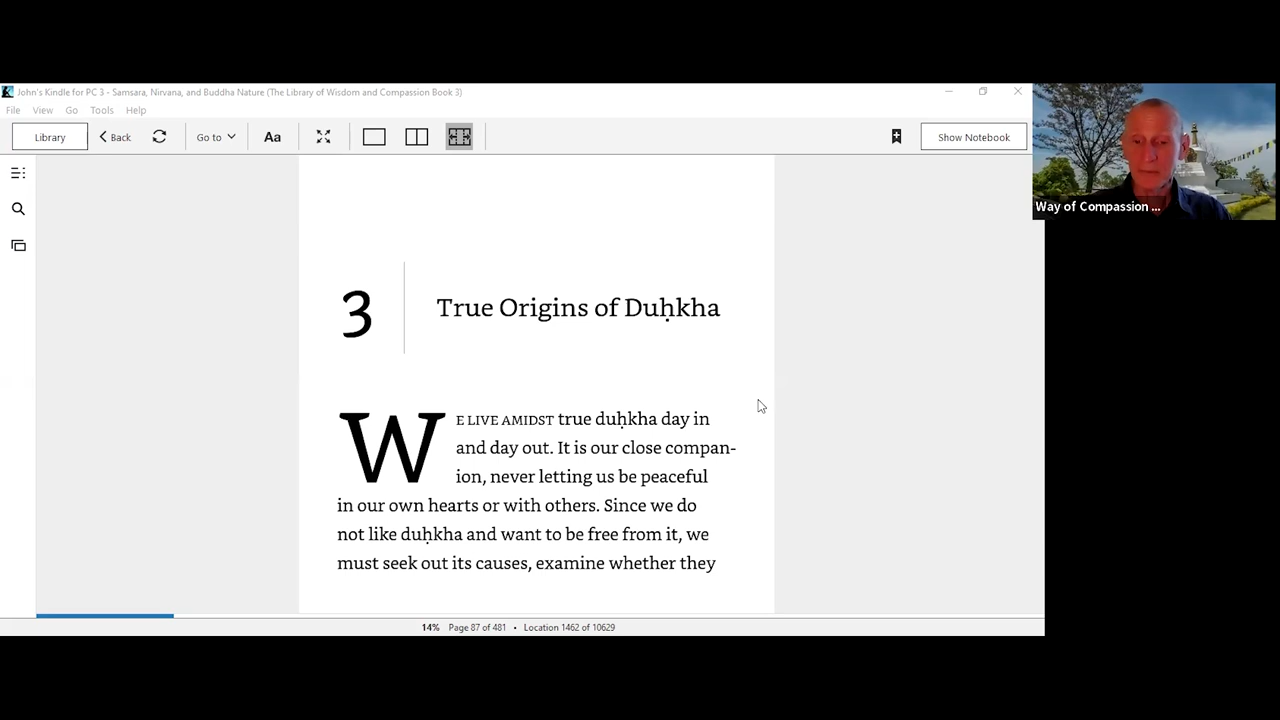 John's Kindle for PC 3 - Samsara, Nirvana, and Buddha Nature (The Library of Wisdom and Compassion Book 3)
File View Go Tools Help
Library Back Go to Aa Show Notebook
Way of Compassion ...
3 True Origins of Duḥkha
WE LIVE AMIDST true duḥkha day in
and day out. It is our close compan-
ion, never letting us be peaceful
in our own hearts or with others. Since we do
not like duḥkha and want to be free from it, we
must seek out its causes, examine whether they
14% Page 87 of 481 • Location 1462 of 10629